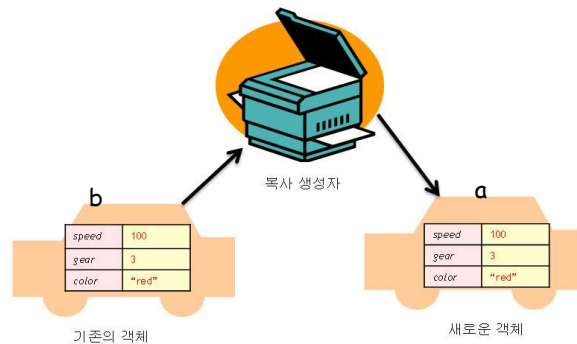 복사 생성자
b
speed 100
gear 3
color “red”
기존의 객체
a
speed 100
gear 3
color “red”
새로운 객체